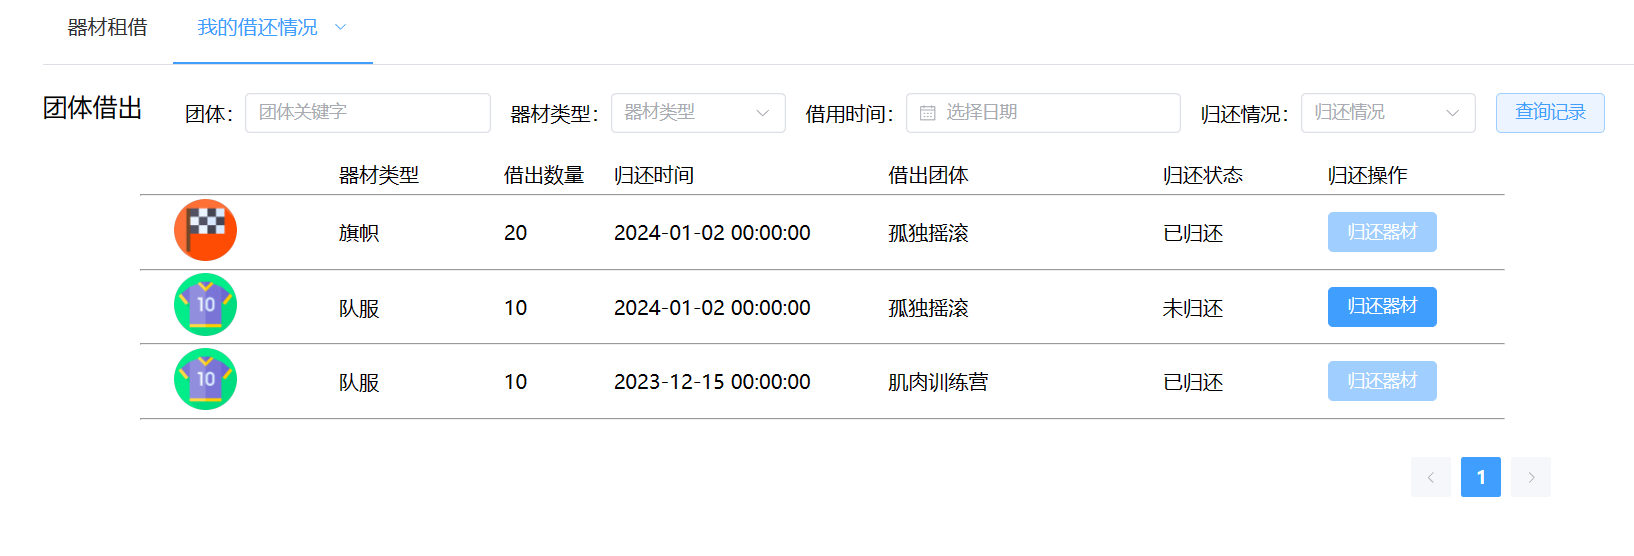 器材租借 我的借还情况
团体借出 团体： 团体关键字 器材类型： 器材类型 借用时间： 选择日期 归还情况： 归还情况 查询记录
器材类型 借出数量 归还时间 借出团体 归还状态 归还操作
旗帜 20 2024-01-02 00:00:00 孤独摇滚 已归还 归还器材
10 队服 10 2024-01-02 00:00:00 孤独摇滚 未归还 归还器材
10 队服 10 2023-12-15 00:00:00 肌肉训练营 已归还 归还器材
1